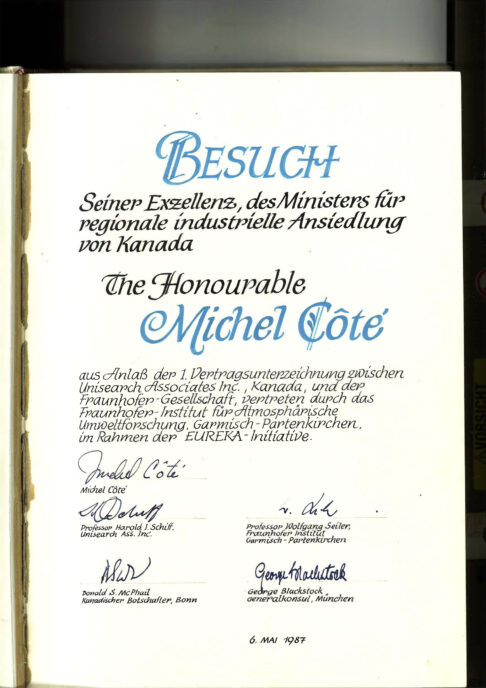 BESUCH
Seiner Exzellenz, des Ministers für
regionale industrielle Ansiedlung
von Kanada
The Honourable
Michel Côté
aus Anlaß der 1. Vertragsunterzeichnung zwischen
Unisearch Associates Inc., Kanada, und der
Fraunhofer-Gesellschaft, vertreten durch das
Fraunhofer-Institut für Atmosphärische
Umweltforschung, Garmisch-Partenkirchen,
im Rahmen der EUREKA-Initiative.
Michel Côté
Michel Côté
Professor Harold I. Schiff.
Unisearch Ass. Inc.
Professor Wolfgang Seiler,
Fraunhofer Institut
Garmisch-Partenkirchen
George Blackstock
Donald S. McPhail
Kanadischer Botschafter, Bonn
George Blackstock,
Generalkonsul, München
6. MAI 1987
VORSICHT